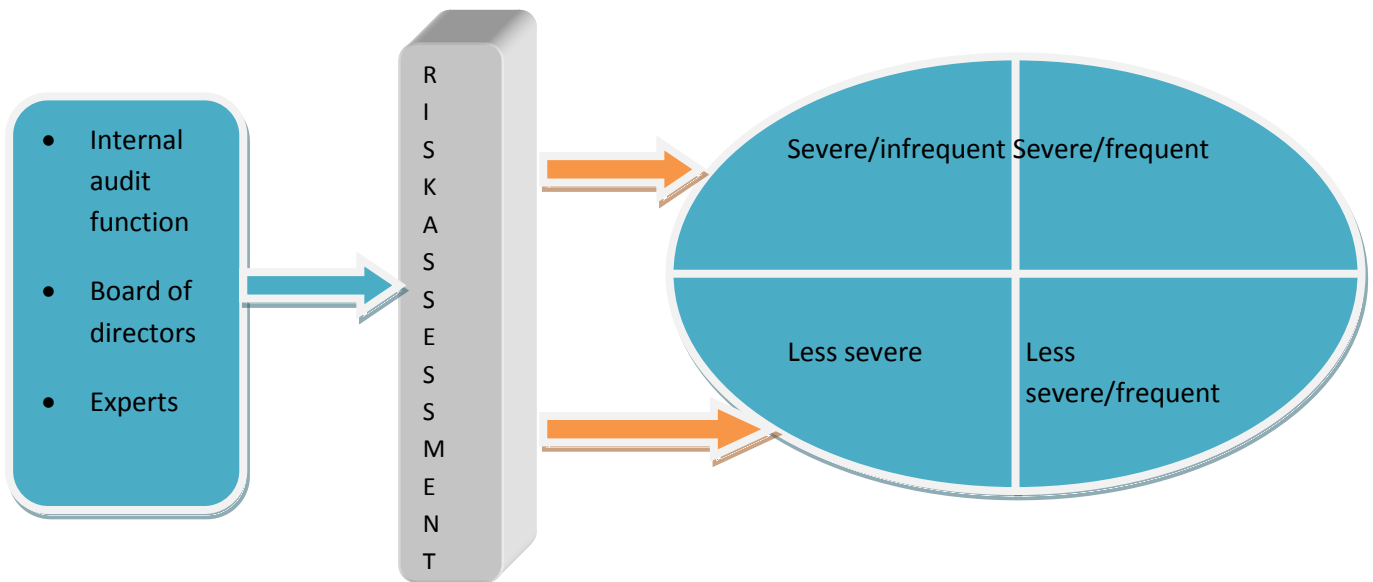 • Internal
audit
function
• Board of
directors
• Experts
R
I
S
K
A
S
S
E
S
S
M
E
N
T
Severe/infrequent Severe/frequent
Less severe
Less
severe/frequent